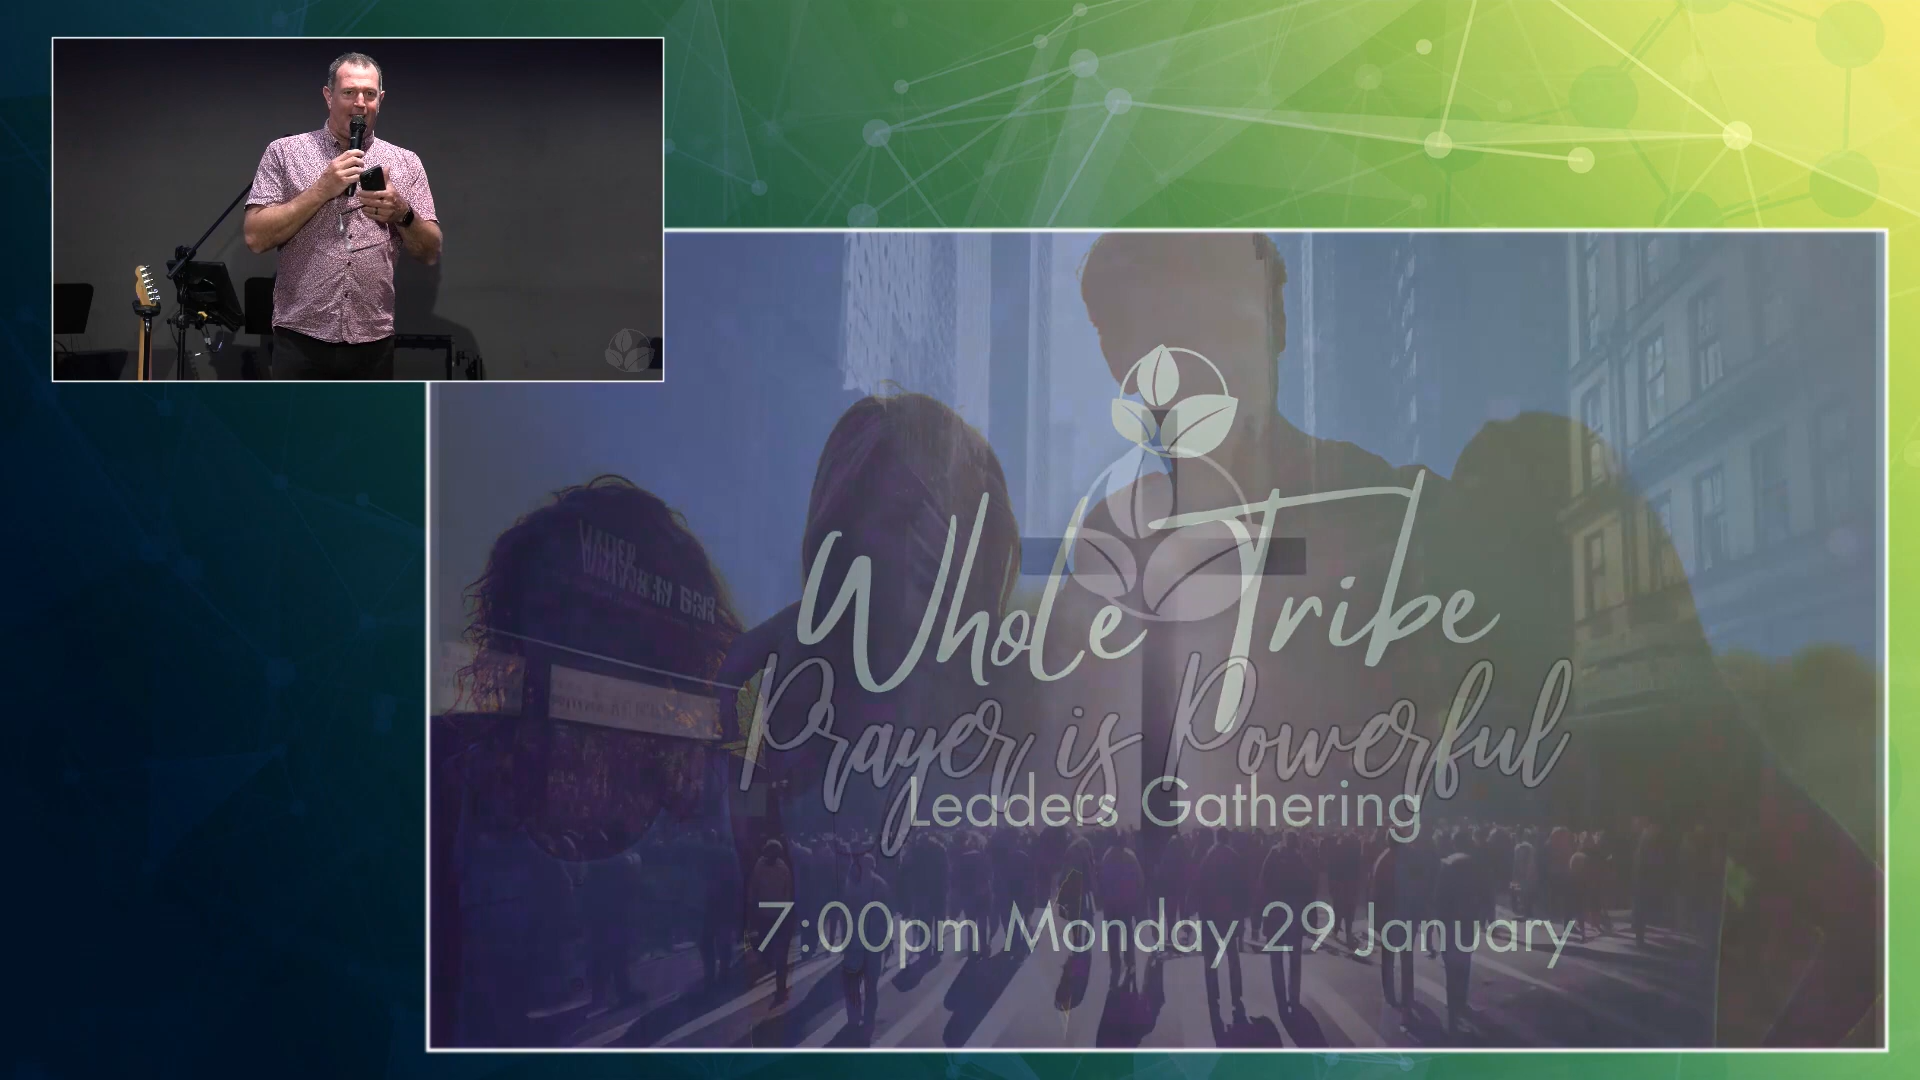 Whole Tribe
Prayer is Powerful
Leaders Gathering
7:00pm Monday 29 January